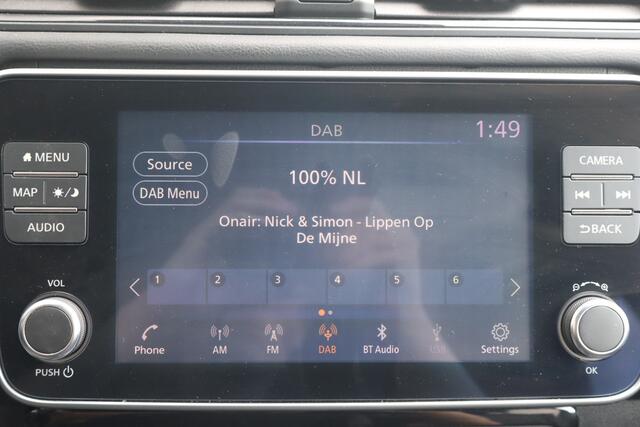 DAB
1:49
Source
100% NL
DAB Menu
Onair: Nick & Simon - Lippen Op
De Mijne
1 2 3 4 5 6
Phone AM FM DAB BT Audio USB Settings
MENU
MAP
AUDIO
VOL
PUSH
CAMERA
BACK
OK